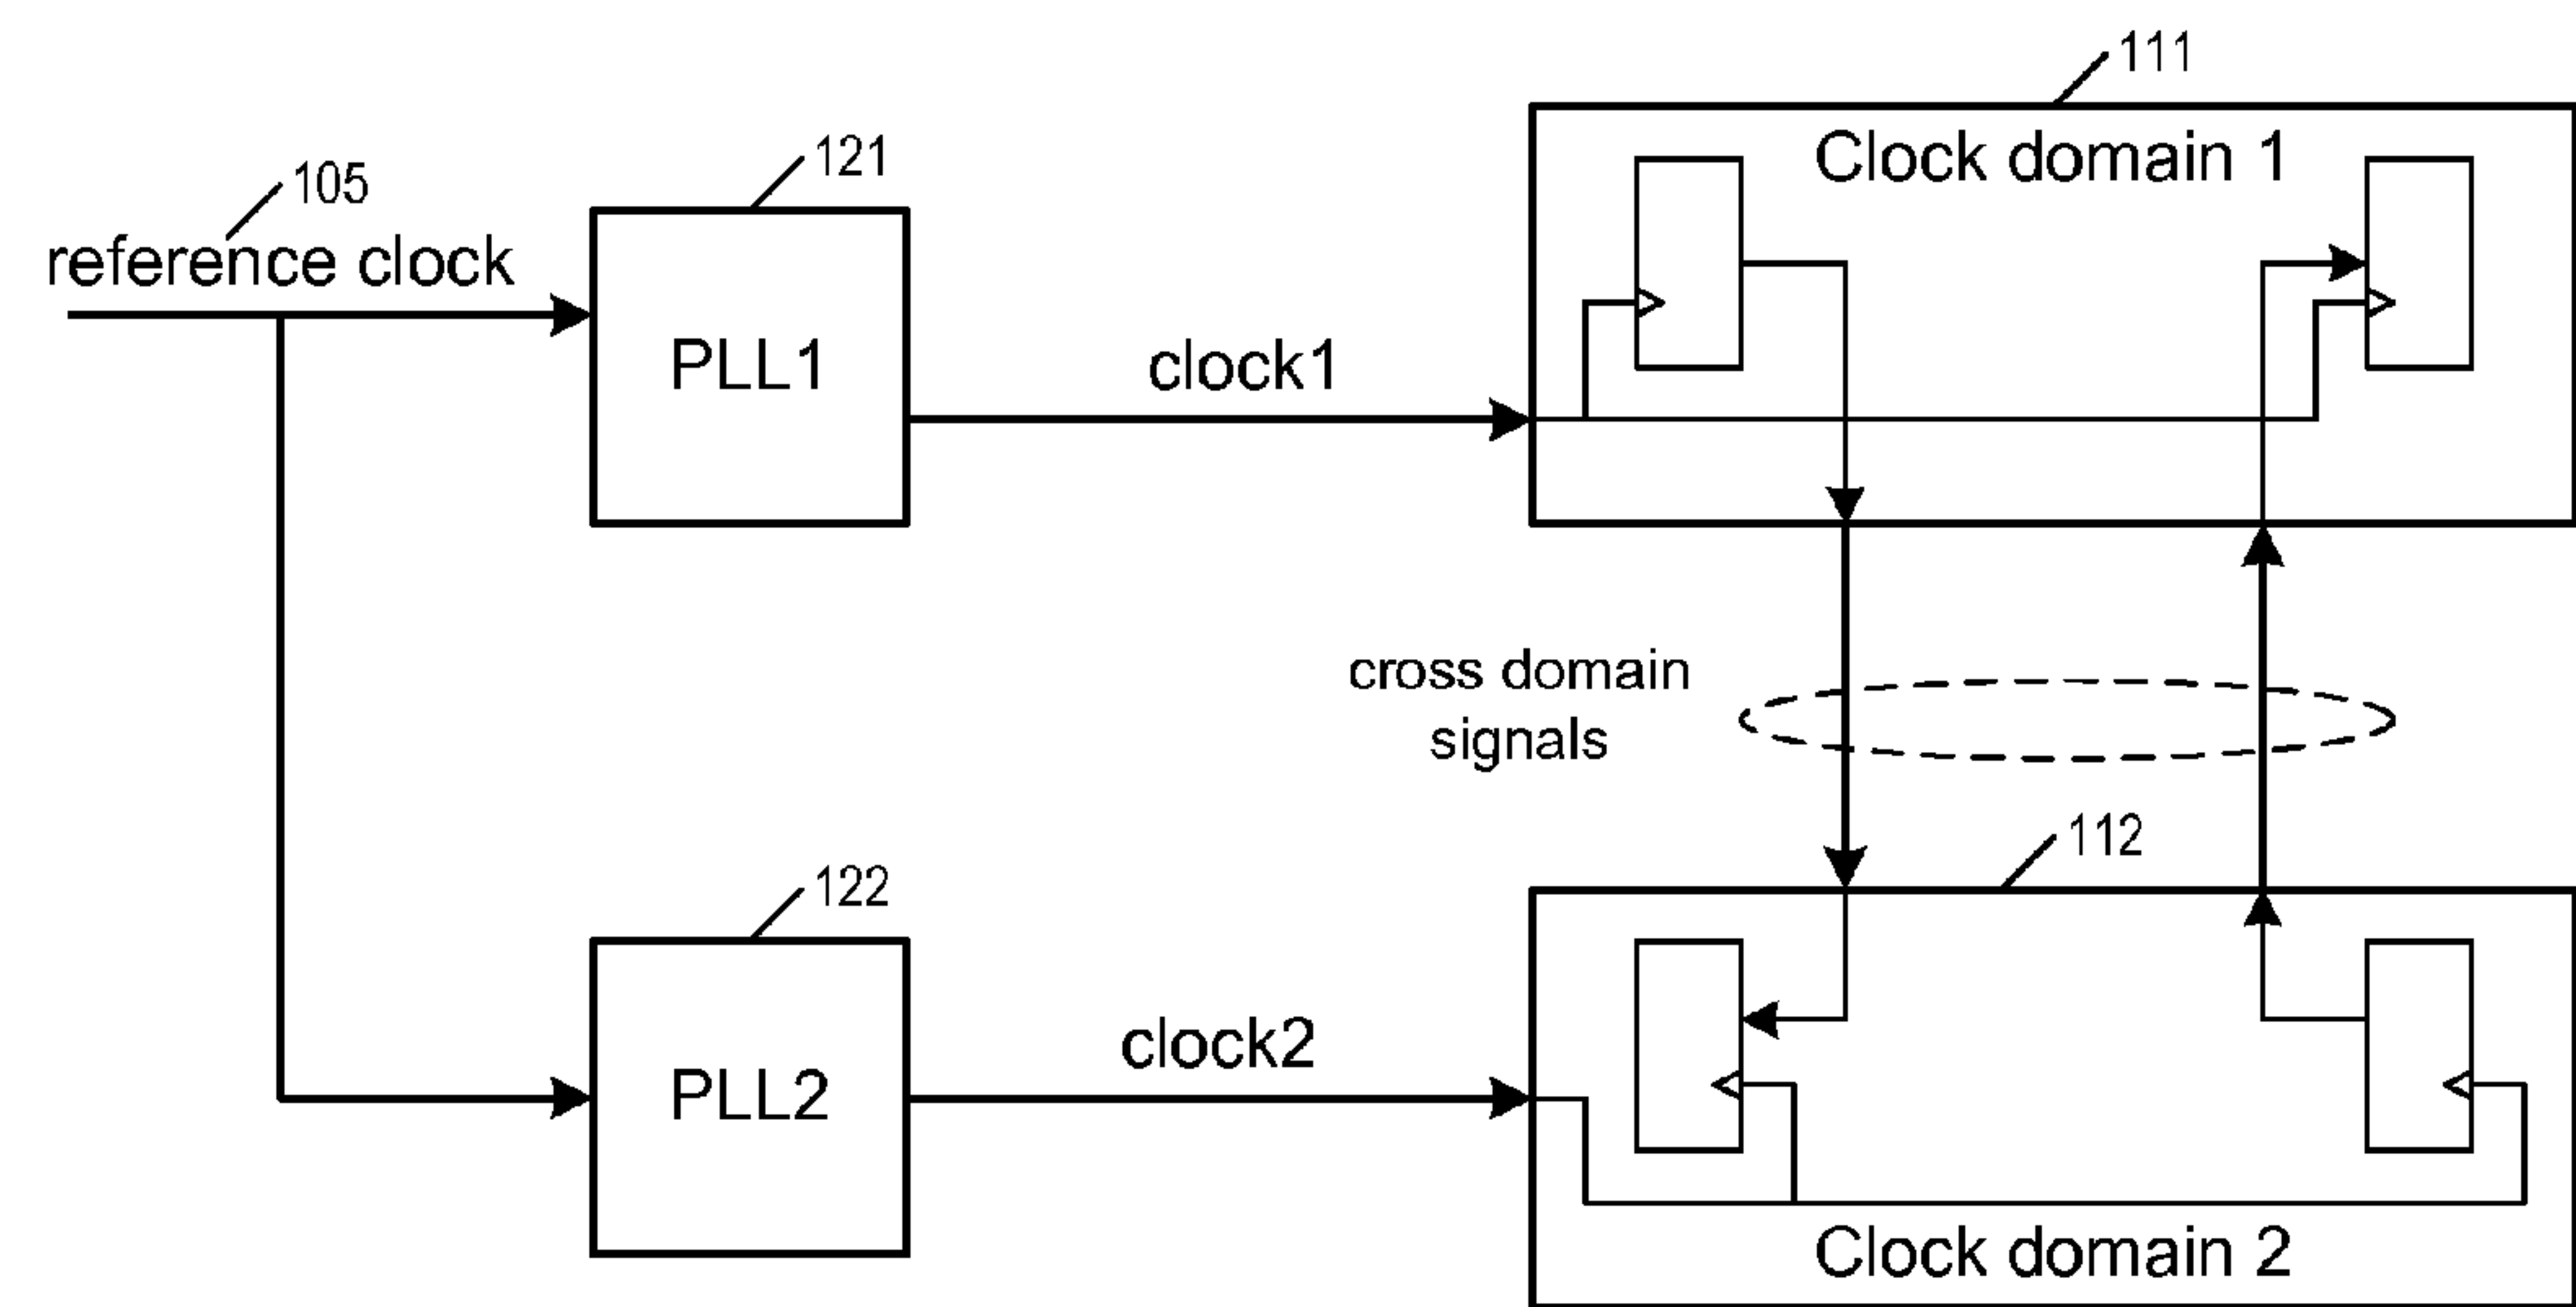 111
Clock domain 1
121
105
reference clock
PLL1
clock1
cross domain
signals
112
122
PLL2
clock2
Clock domain 2